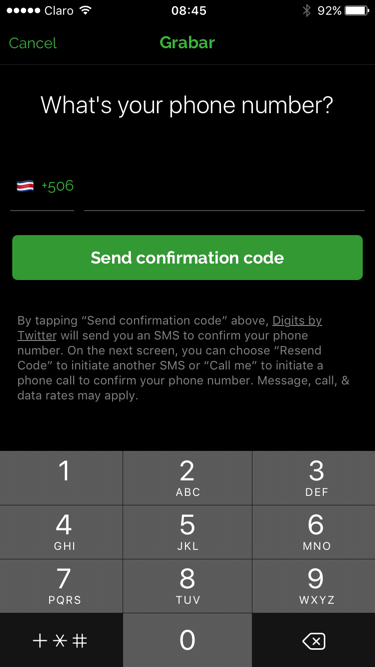 Claro 08:45 92%
Cancel Grabar
What's your phone number?
+506
Send confirmation code
By tapping “Send confirmation code” above, Digits by
Twitter will send you an SMS to confirm your phone
number. On the next screen, you can choose “Resend
Code” to initiate another SMS or “Call me” to initiate a
phone call to confirm your phone number. Message, call, &
data rates may apply.
1 2 3
ABC DEF
4 5 6
GHI JKL MNO
7 8 9
PQRS TUV WXYZ
+*# 0